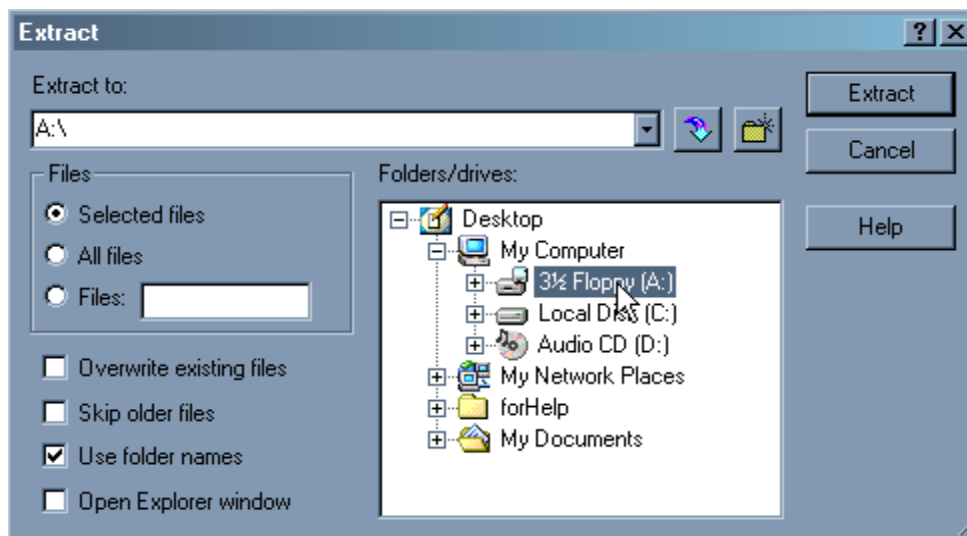 Extract
Extract to:
A:\
Extract
Cancel
Help
Files
Selected files
All files
Files:
Overwrite existing files
Skip older files
Use folder names
Open Explorer window
Folders/drives:
Desktop
My Computer
3½ Floppy (A:)
Local Disk (C:)
Audio CD (D:)
My Network Places
forHelp
My Documents